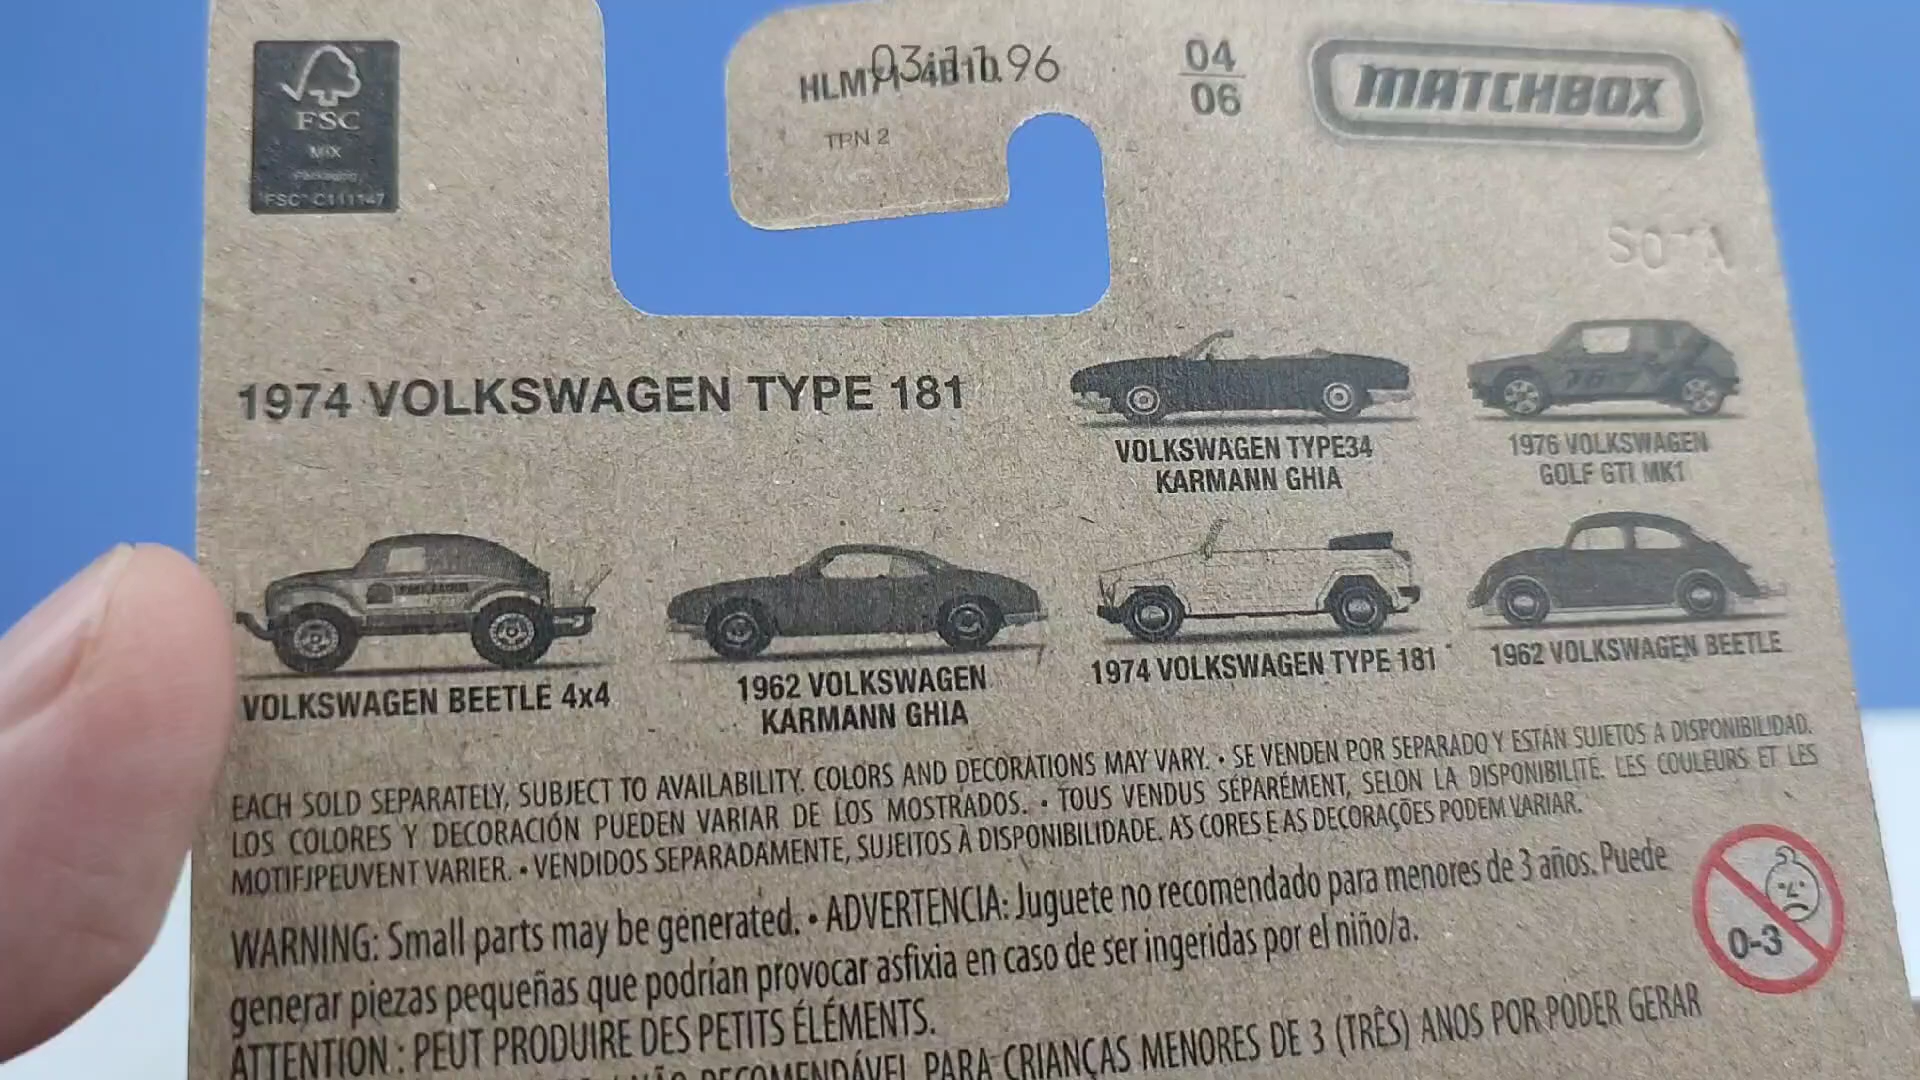 FSC
MIX
Packaging
FSC® C111147
TPN 2
04
06
MATCHBOX
1974 VOLKSWAGEN TYPE 181
VOLKSWAGEN TYPE34
KARMANN GHIA
1976 VOLKSWAGEN
GOLF GTI MK1
VOLKSWAGEN BEETLE 4x4
1962 VOLKSWAGEN
KARMANN GHIA
1974 VOLKSWAGEN TYPE 181
1962 VOLKSWAGEN BEETLE
EACH SOLD SEPARATELY, SUBJECT TO AVAILABILITY. COLORS AND DECORATIONS MAY VARY. • SE VENDEN POR SEPARADO Y ESTÁN SUJETOS A DISPONIBILIDAD.
LOS COLORES Y DECORACIÓN PUEDEN VARIAR DE LOS MOSTRADOS. • TOUS VENDUS SÉPARÉMENT, SELON LA DISPONIBILITÉ. LES COULEURS ET LES
PEUVENT VARIER. • VENDIDOS SEPARADAMENTE, SUJEITOS À DISPONIBILIDADE. AS CORES E AS DECORAÇÕES PODEM VARIAR.
WARNING: Small parts may be generated. • ADVERTENCIA: Juguete no recomendado para menores de 3 años. Puede
generar piezas pequeñas que podrían provocar asfixia en caso de ser ingeridas por el niño/a.
0-3
ATTENTION : PEUT PRODUIRE DES PETITS ÉLÉMENTS.
NÃO RECOMENDÁVEL PARA CRIANÇAS MENORES DE 3 (TRÊS) ANOS POR PODER GERAR